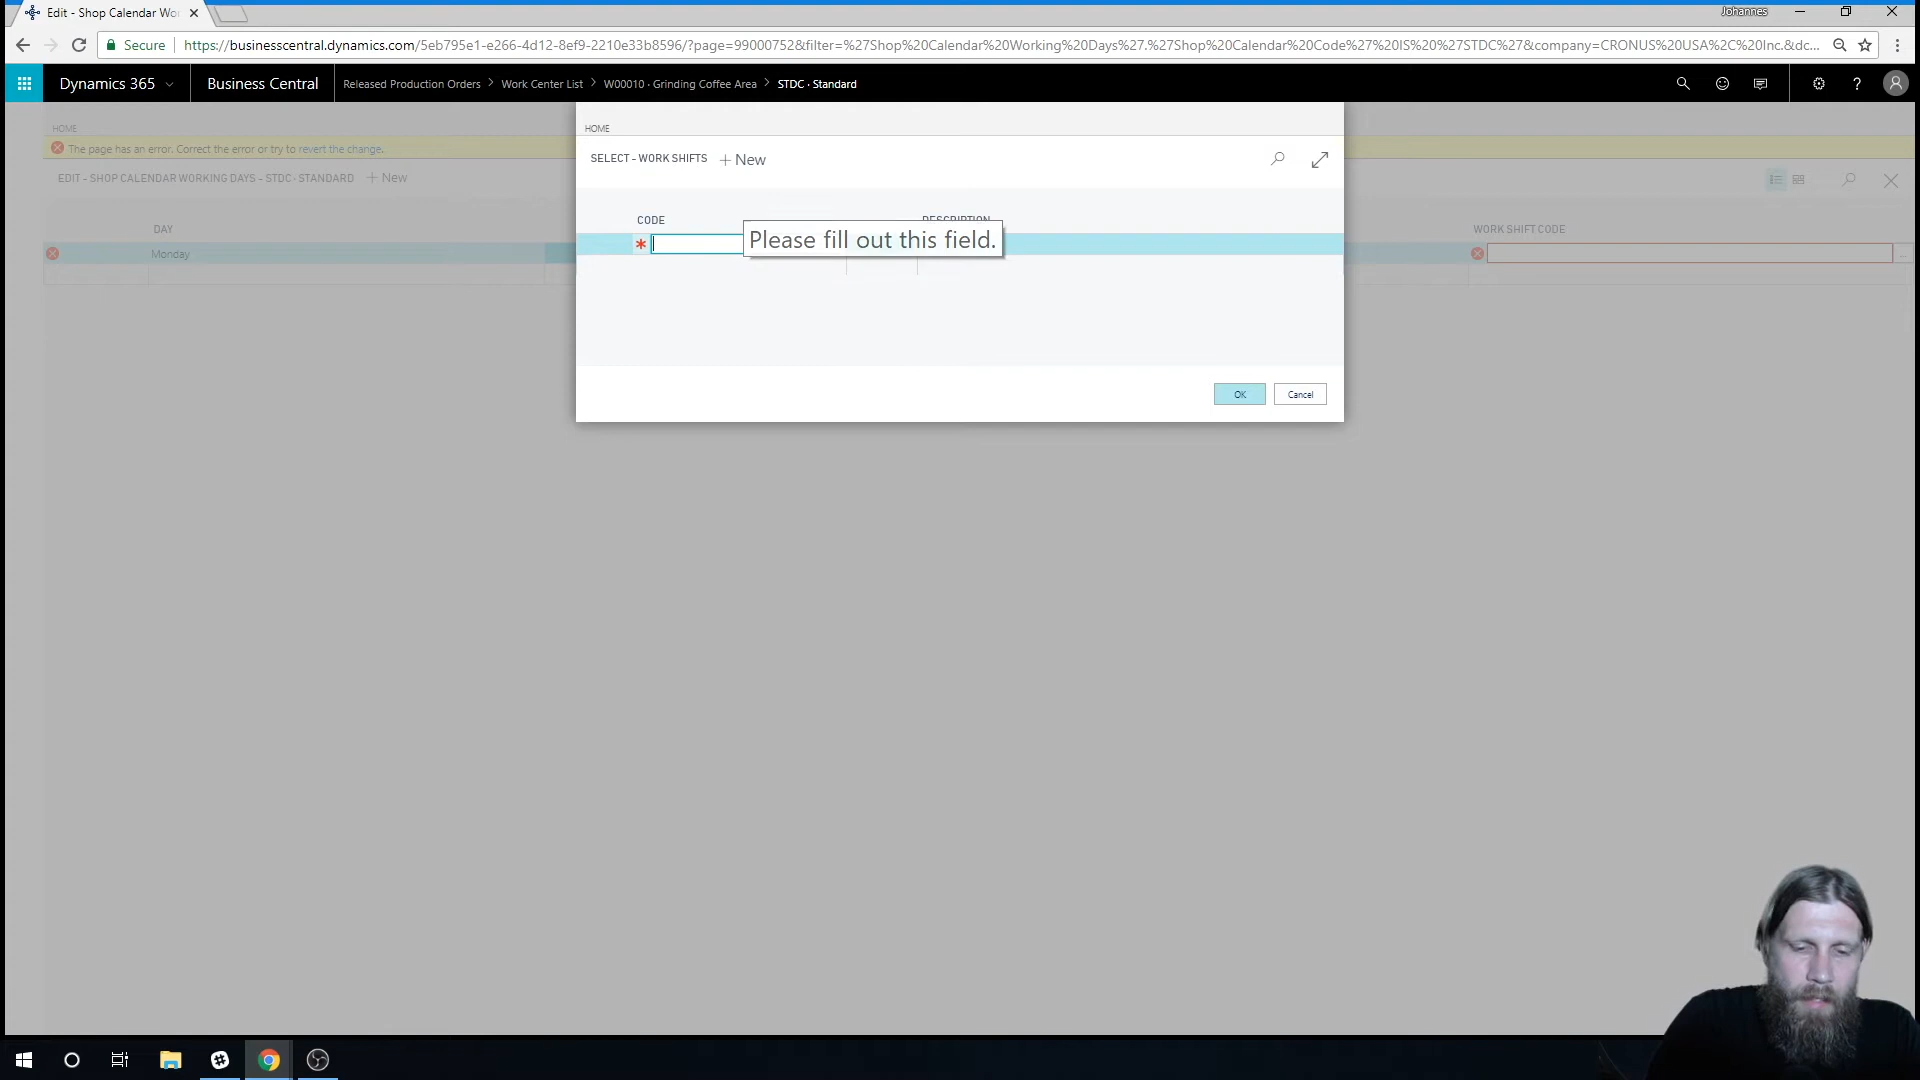 Edit - Shop Calendar Wo
Johannes
Secure
https://businesscentral.dynamics.com/5eb795e1-e266-4d12-8ef9-2210e33b8596/?page=99000752&filter=%27Shop%20Calendar%20Working%20Days%27.%27Shop%20Calendar%20Code%27%20IS%20%27STDC%27&company=CRONUS%20USA%2C%20Inc.&dc...
Dynamics 365
Business Central
Released Production Orders > Work Center List > W00010 · Grinding Coffee Area > STDC · Standard
HOME
The page has an error. Correct the error or try to revert the change.
EDIT - SHOP CALENDAR WORKING DAYS - STDC · STANDARD + New
DAY
WORK SHIFT CODE
Monday
HOME
SELECT - WORK SHIFTS + New
CODE
DESCRIPTION
Please fill out this field.
OK
Cancel